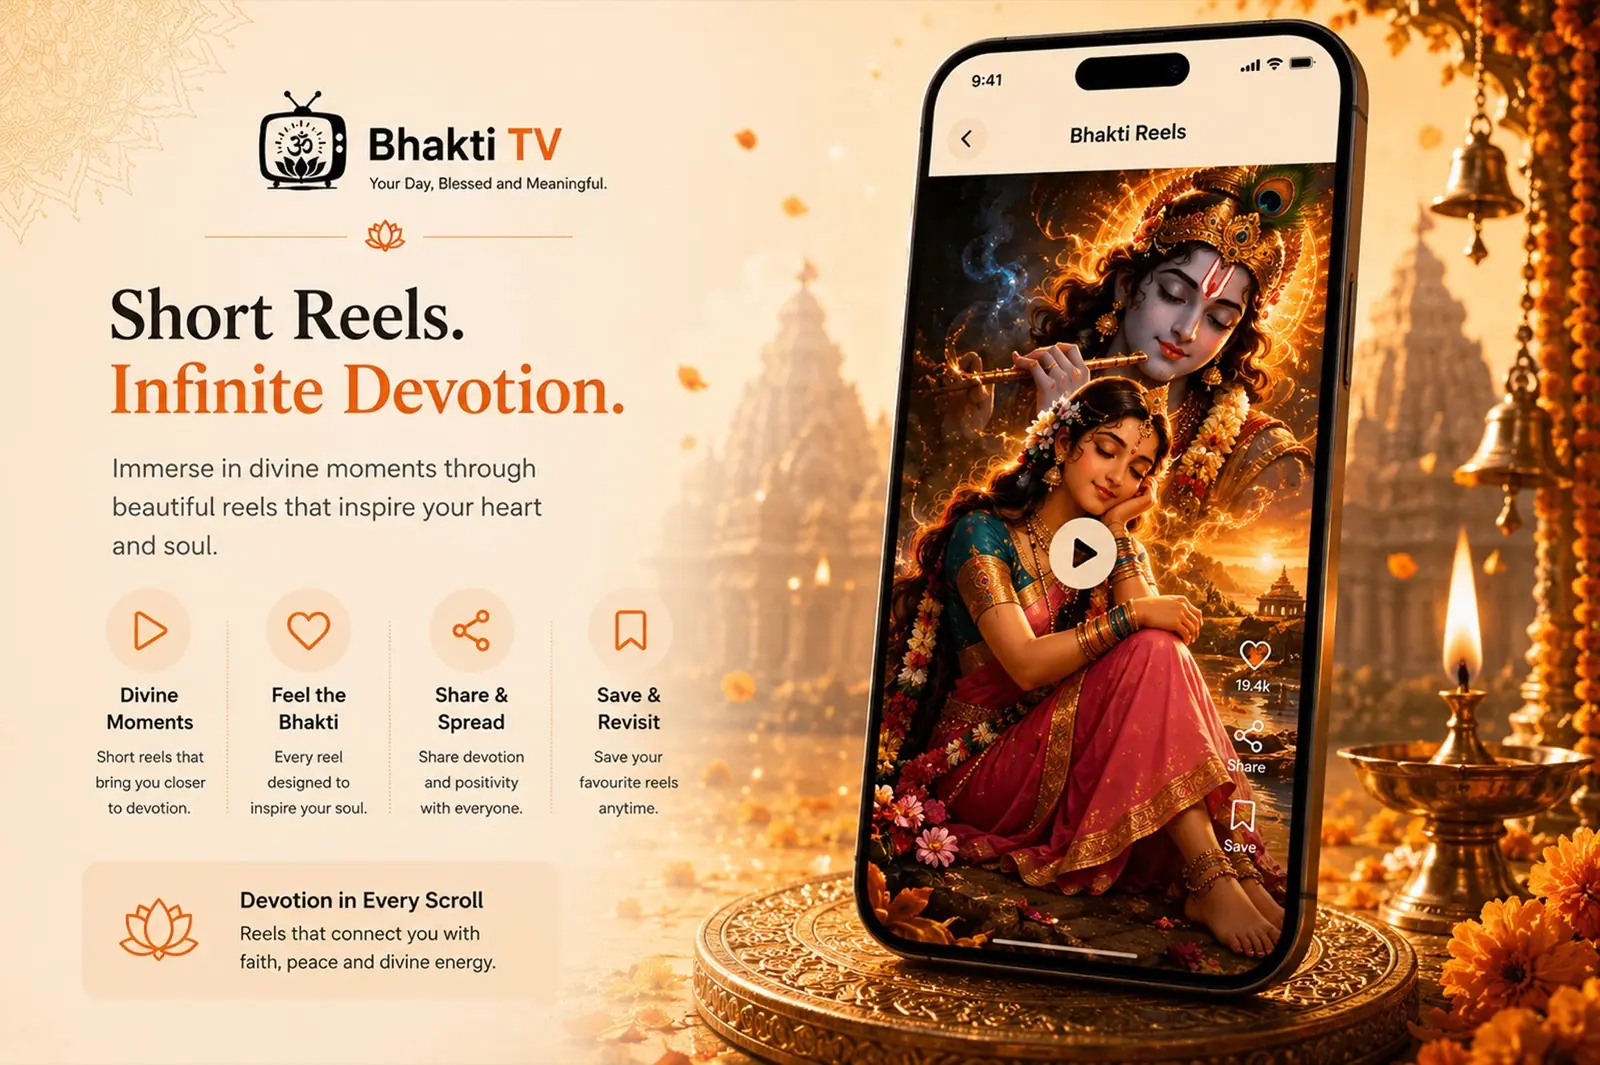 Bhakti TV
Your Day, Blessed and Meaningful.
Short Reels.
Infinite Devotion.
Immerse in divine moments through
beautiful reels that inspire your heart
and soul.
Divine
Moments
Short reels that
bring you closer
to devotion.
Feel the
Bhakti
Every reel
designed to
inspire your soul.
Share &
Spread
Share devotion
and positivity
with everyone.
Save &
Revisit
Save your
favourite reels
anytime.
Devotion in Every Scroll
Reels that connect you with
faith, peace and divine energy.
9:41
Bhakti Reels
19.4k
Share
Save
ॐ